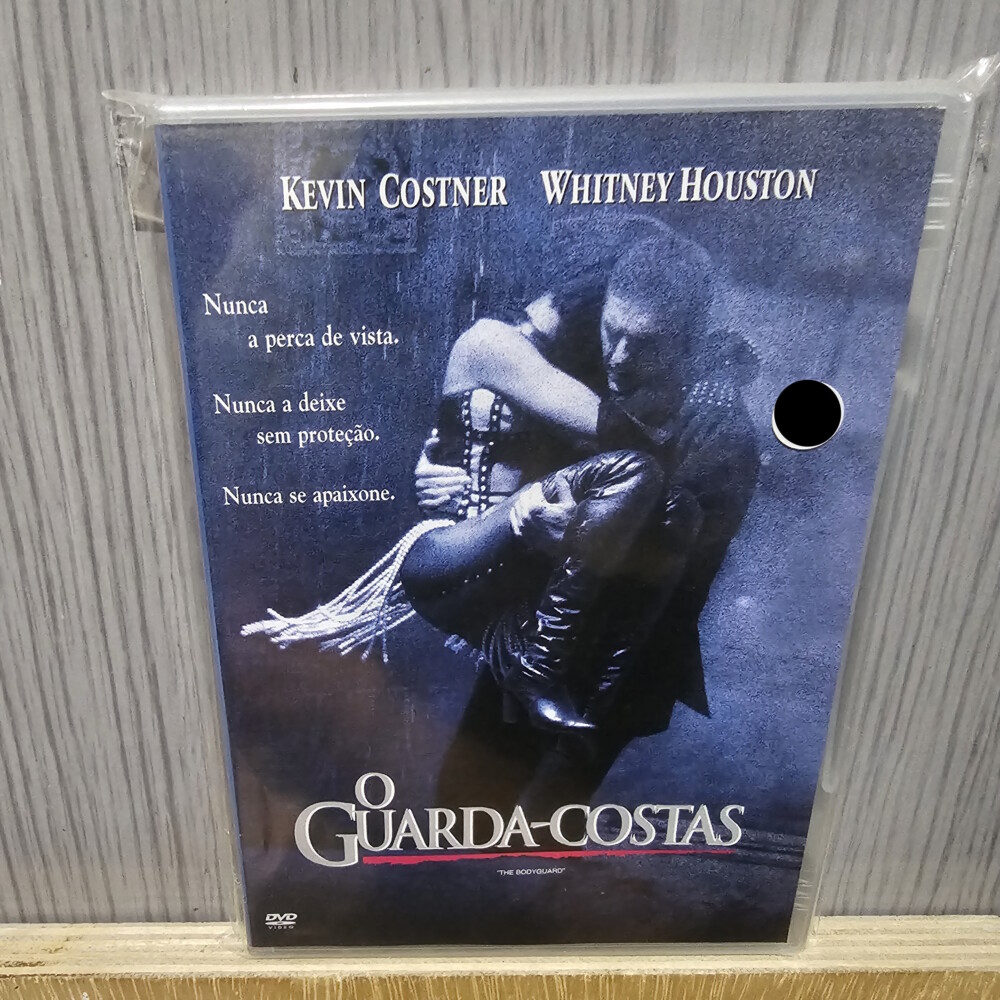 KEVIN COSTNER WHITNEY HOUSTON
Nunca
a perca de vista.
Nunca a deixe
sem proteção.
Nunca se apaixone.
O
GUARDA-COSTAS
"THE BODYGUARD"
DVD
VIDEO